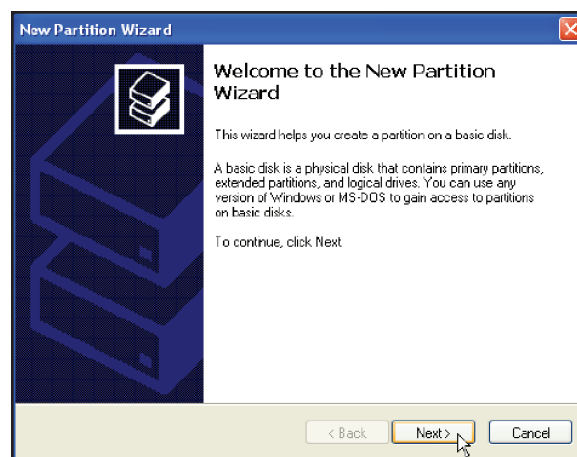 New Partition Wizard
Welcome to the New Partition
Wizard
This wizard helps you create a partition on a basic disk.
A basic disk is a physical disk that contains primary partitions,
extended partitions, and logical drives. You can use any
version of Windows or MS-DOS to gain access to partitions
on basic disks.
To continue, click Next
< Back Next > Cancel